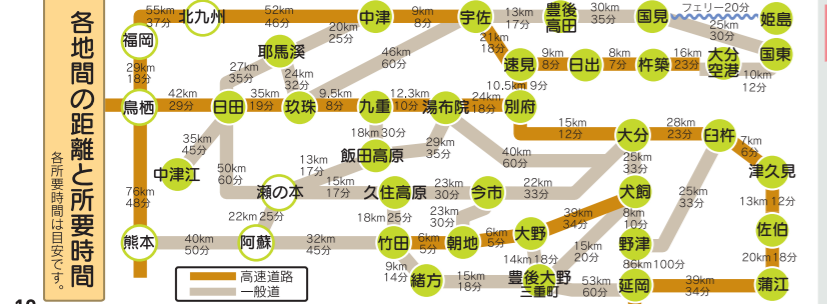 各地間の距離と所要時間
各所要時間は目安です。
55km
37分
北九州
52km
46分
中津
9km
8分
宇佐
13km
17分
豊後
高田
30km
35分
国見
フェリー20分
姫島
福岡
20km
25分
21km
18分
25km
30分
耶馬溪
46km
60分
国東
29km
18分
27km
35分
24km
32分
速見
9km
8分
日出
8km
7分
杵築
16km
23分
大分
空港
10km
12分
10.5km 9分
鳥栖
42km
29分
日田
35km
19分
玖珠
9.5km
8分
九重
12.3km
10分
湯布院
24km
18分
別府
18km 30分
15km
12分
大分
28km
23分
臼杵
35km
45分
飯田高原
29km
35分
40km
60分
25km
33分
7km
6分
中津江
50km
60分
13km
17分
津久見
瀬の本
15km
17分
久住高原
23km
30分
今市
22km
33分
犬飼
25km
33分
13km 12分
76km
48分
22km 25分
18km 25分
23km
30分
39km
34分
8km
10分
佐伯
熊本
40km
50分
阿蘇
32km
45分
竹田
6km
5分
朝地
6km
5分
大野
15km
20分
野津
20km 18分
9km
14分
14km 18分
86km 100分
緒方
15km
18分
豊後大野
三重町
53km
60分
延岡
39km
34分
蒲江
高速道路
一般道